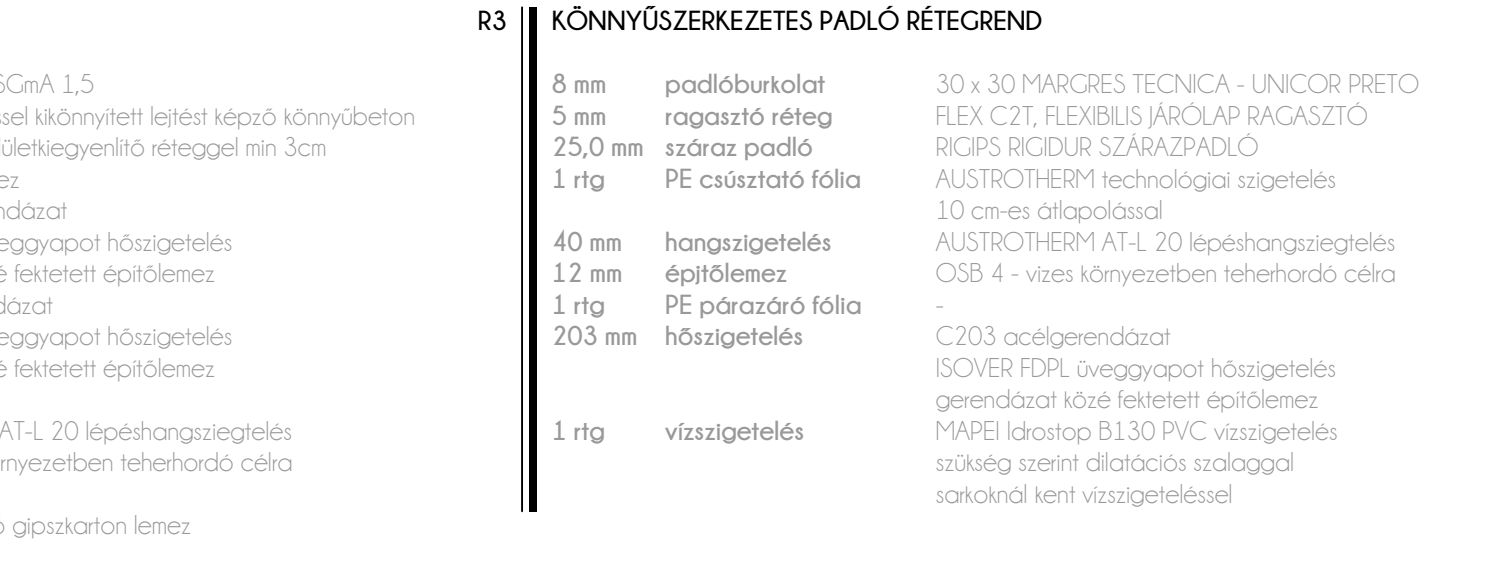 SGmA 1,5
ssel kikönnyített lejtést képző könnyűbeton
lületkiegyenlítő réteggel min 3cm
ez
ndázat
eggyapot hőszigetelés
é fektetett építőlemez
dázat
eggyapot hőszigetelés
é fektetett építőlemez
AT-L 20 lépéshangsziegtelés
rnyezetben teherhordó célra
o gipszkarton lemez
R3 KÖNNYŰSZERKEZETES PADLÓ RÉTEGREND
8 mm padlóburkolat 30 x 30 MARGRES TECNICA - UNICOR PRETO
5 mm ragasztó réteg FLEX C2T, FLEXIBILIS JÁRÓLAP RAGASZTÓ
25,0 mm száraz padló RIGIPS RIGIDUR SZÁRAZPADLÓ
1 rtg PE csúsztató fólia AUSTROTHERM technológiai szigetelés
10 cm-es átlapolással
40 mm hangszigetelés AUSTROTHERM AT-L 20 lépéshangsziegtelés
12 mm épjtőlemez OSB 4 - vizes környezetben teherhordó célra
1 rtg PE párazáró fólia -
203 mm hőszigetelés C203 acélgerendázat
ISOVER FDPL üveggyapot hőszigetelés
gerendázat közé fektetett építőlemez
1 rtg vízszigetelés MAPEI Idrostop B130 PVC vízszigetelés
szükség szerint dilatációs szalaggal
sarkoknál kent vízszigeteléssel